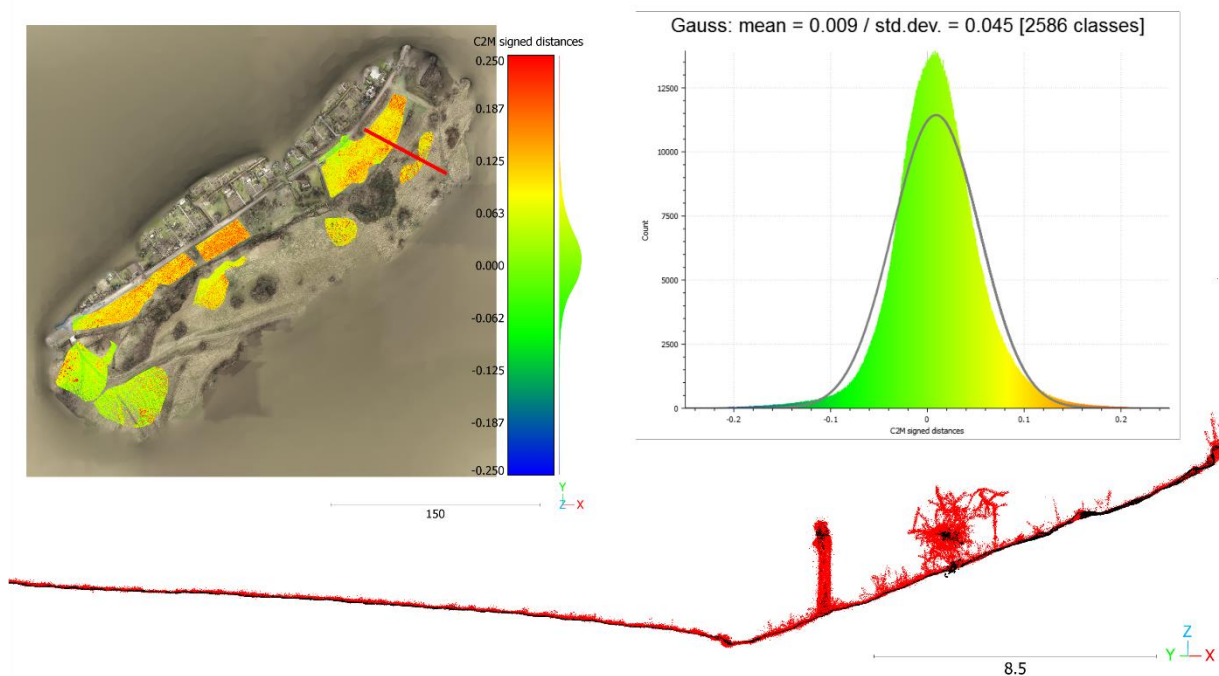 C2M signed distances
0.250
0.187
0.125
0.063
0.000
-0.062
-0.125
-0.187
-0.250
Y
Z X
150
Gauss: mean = 0.009 / std.dev. = 0.045 [2586 classes]
12500
10000
7500
5000
2500
0
Count
-0.2 -0.1 0 0.1 0.2
C2M signed distances
Z
Y X
8.5